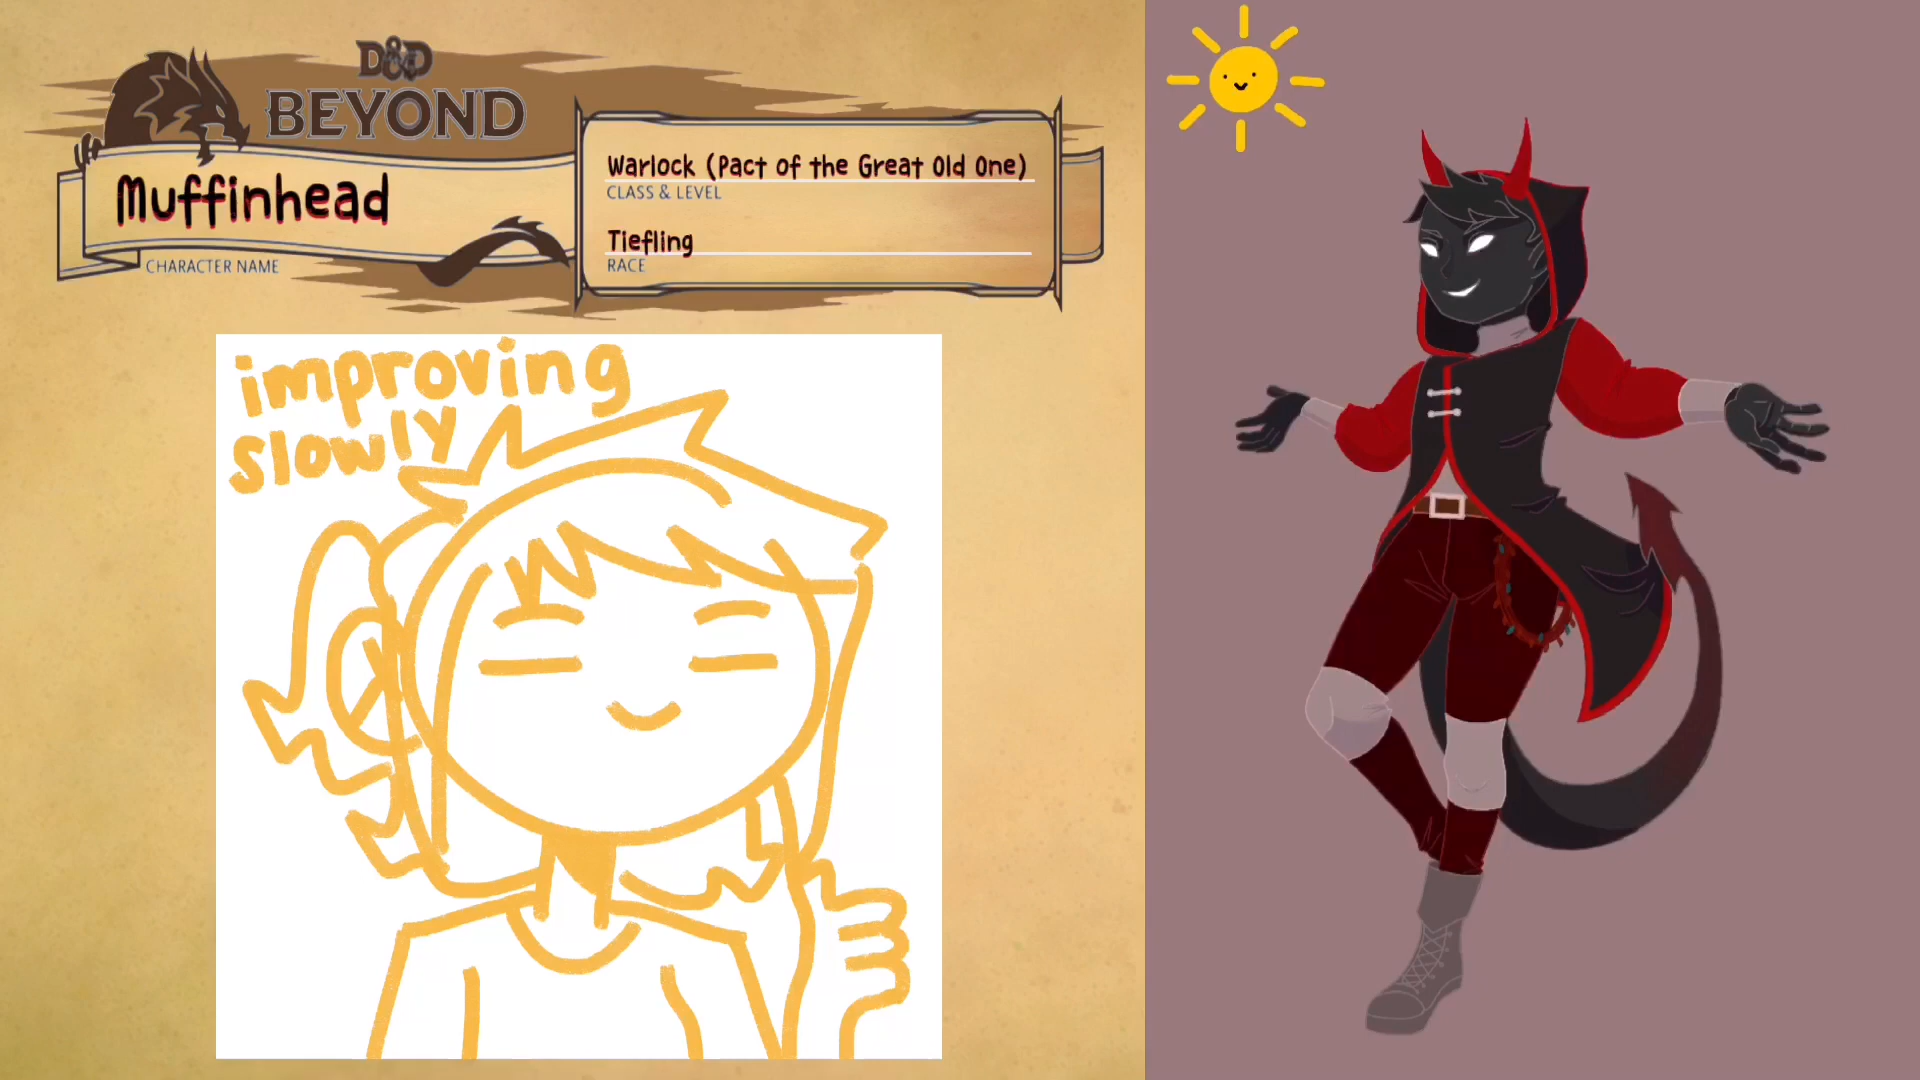 D&D
BEYOND
Muffinhead
CHARACTER NAME
Warlock (Pact of the Great Old One)
CLASS & LEVEL
Tiefling
RACE
improving
slowly